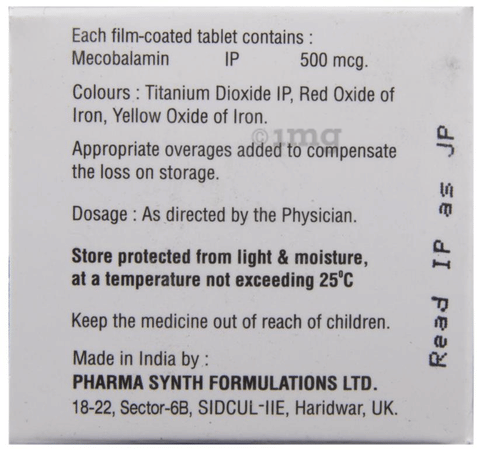 Each film-coated tablet contains :
Mecobalamin IP 500 mcg.
Colours : Titanium Dioxide IP, Red Oxide of
Iron, Yellow Oxide of Iron.
©1mg
Appropriate overages added to compensate
the loss on storage.
Dosage : As directed by the Physician.
Store protected from light & moisture,
at a temperature not exceeding 25⁰C
Keep the medicine out of reach of children.
Made in India by :
PHARMA SYNTH FORMULATIONS LTD.
18-22, Sector-6B, SIDCUL-IIE, Haridwar, UK.
Read IP as JP